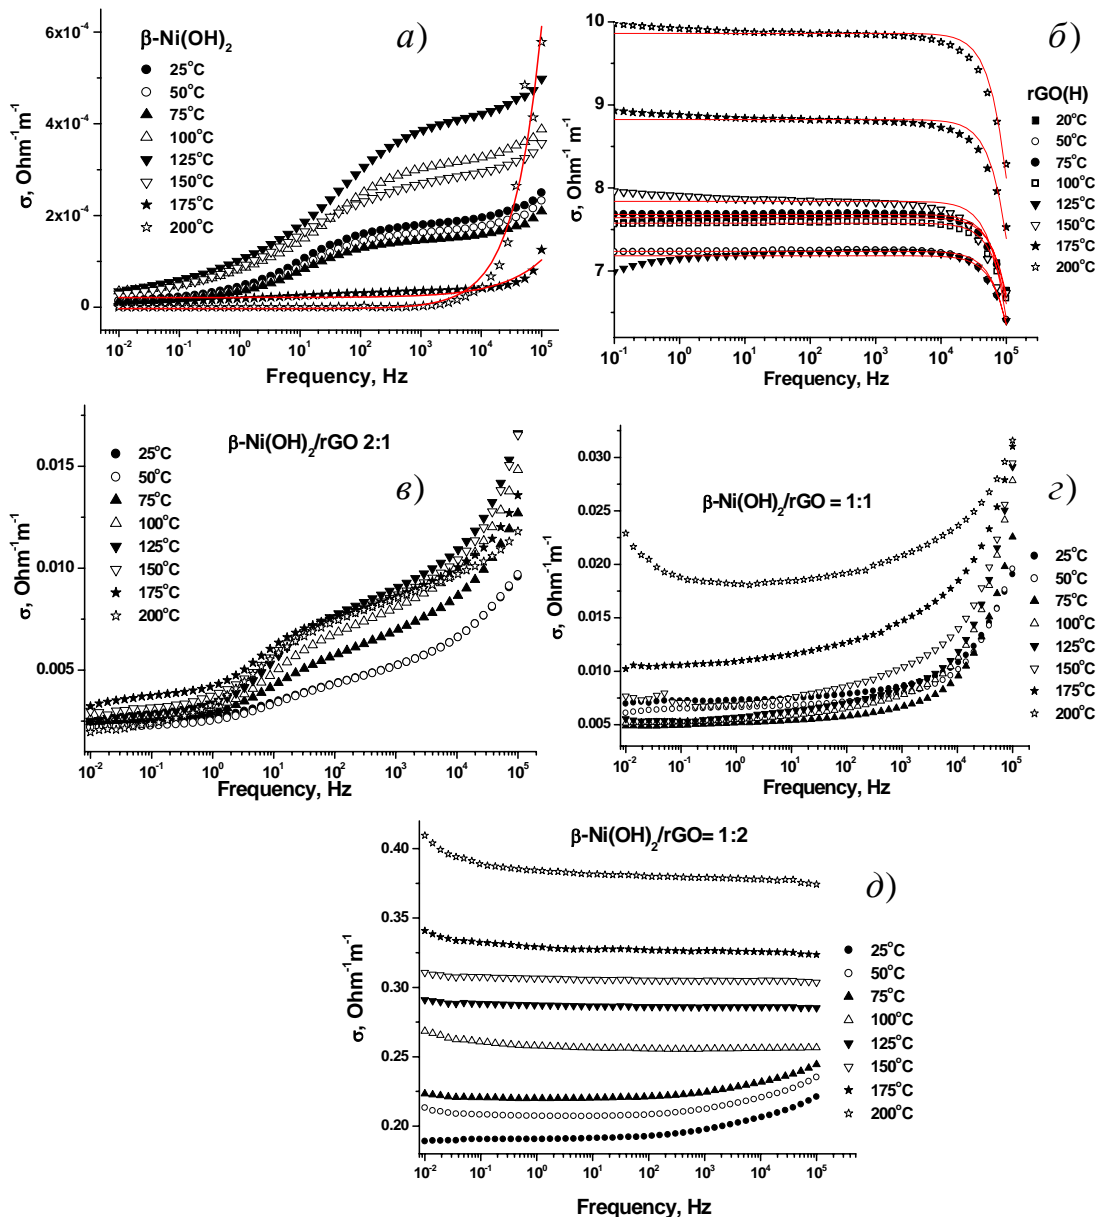 6x10⁻⁴
4x10⁻⁴
2x10⁻⁴
0
σ, Ohm⁻¹m⁻¹
β-Ni(OH)₂
25°C
50°C
75°C
100°C
125°C
150°C
175°C
200°C
а)
10⁻² 10⁻¹ 10⁰ 10¹ 10² 10³ 10⁴ 10⁵
Frequency, Hz
10
9
8
7
σ, Ohm⁻¹ m⁻¹
б)
rGO(H)
20°C
50°C
75°C
100°C
125°C
150°C
175°C
200°C
10⁻¹ 10⁰ 10¹ 10² 10³ 10⁴ 10⁵
Frequency, Hz
0.015
0.010
0.005
σ, Ohm⁻¹m⁻¹
β-Ni(OH)₂/rGO 2:1
25°C
50°C
75°C
100°C
125°C
150°C
175°C
200°C
в)
10⁻² 10⁻¹ 10⁰ 10¹ 10² 10³ 10⁴ 10⁵
Frequency, Hz
0.030
0.025
0.020
0.015
0.010
0.005
σ, Ohm⁻¹m⁻¹
β-Ni(OH)₂/rGO = 1:1
г)
25°C
50°C
75°C
100°C
125°C
150°C
175°C
200°C
10⁻² 10⁻¹ 10⁰ 10¹ 10² 10³ 10⁴ 10⁵
Frequency, Hz
0.40
0.35
0.30
0.25
0.20
σ, Ohm⁻¹m⁻¹
β-Ni(OH)₂/rGO= 1:2
д)
25°C
50°C
75°C
100°C
125°C
150°C
175°C
200°C
10⁻² 10⁻¹ 10⁰ 10¹ 10² 10³ 10⁴ 10⁵
Frequency, Hz